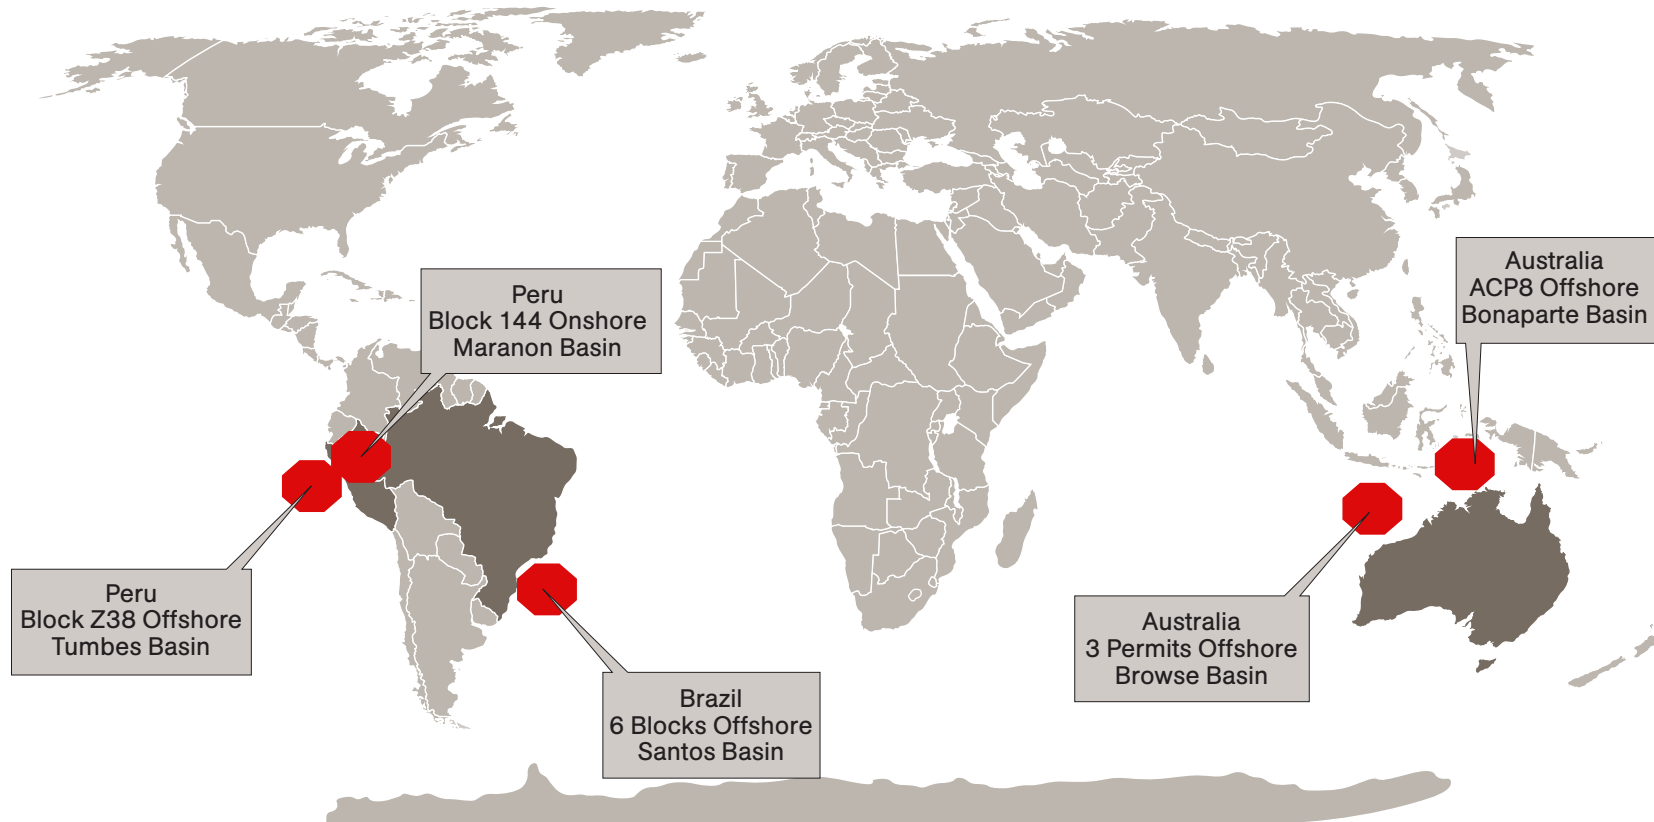 Peru
Block 144 Onshore
Maranon Basin
Australia
ACP8 Offshore
Bonaparte Basin
Peru
Block Z38 Offshore
Tumbes Basin
Brazil
6 Blocks Offshore
Santos Basin
Australia
3 Permits Offshore
Browse Basin